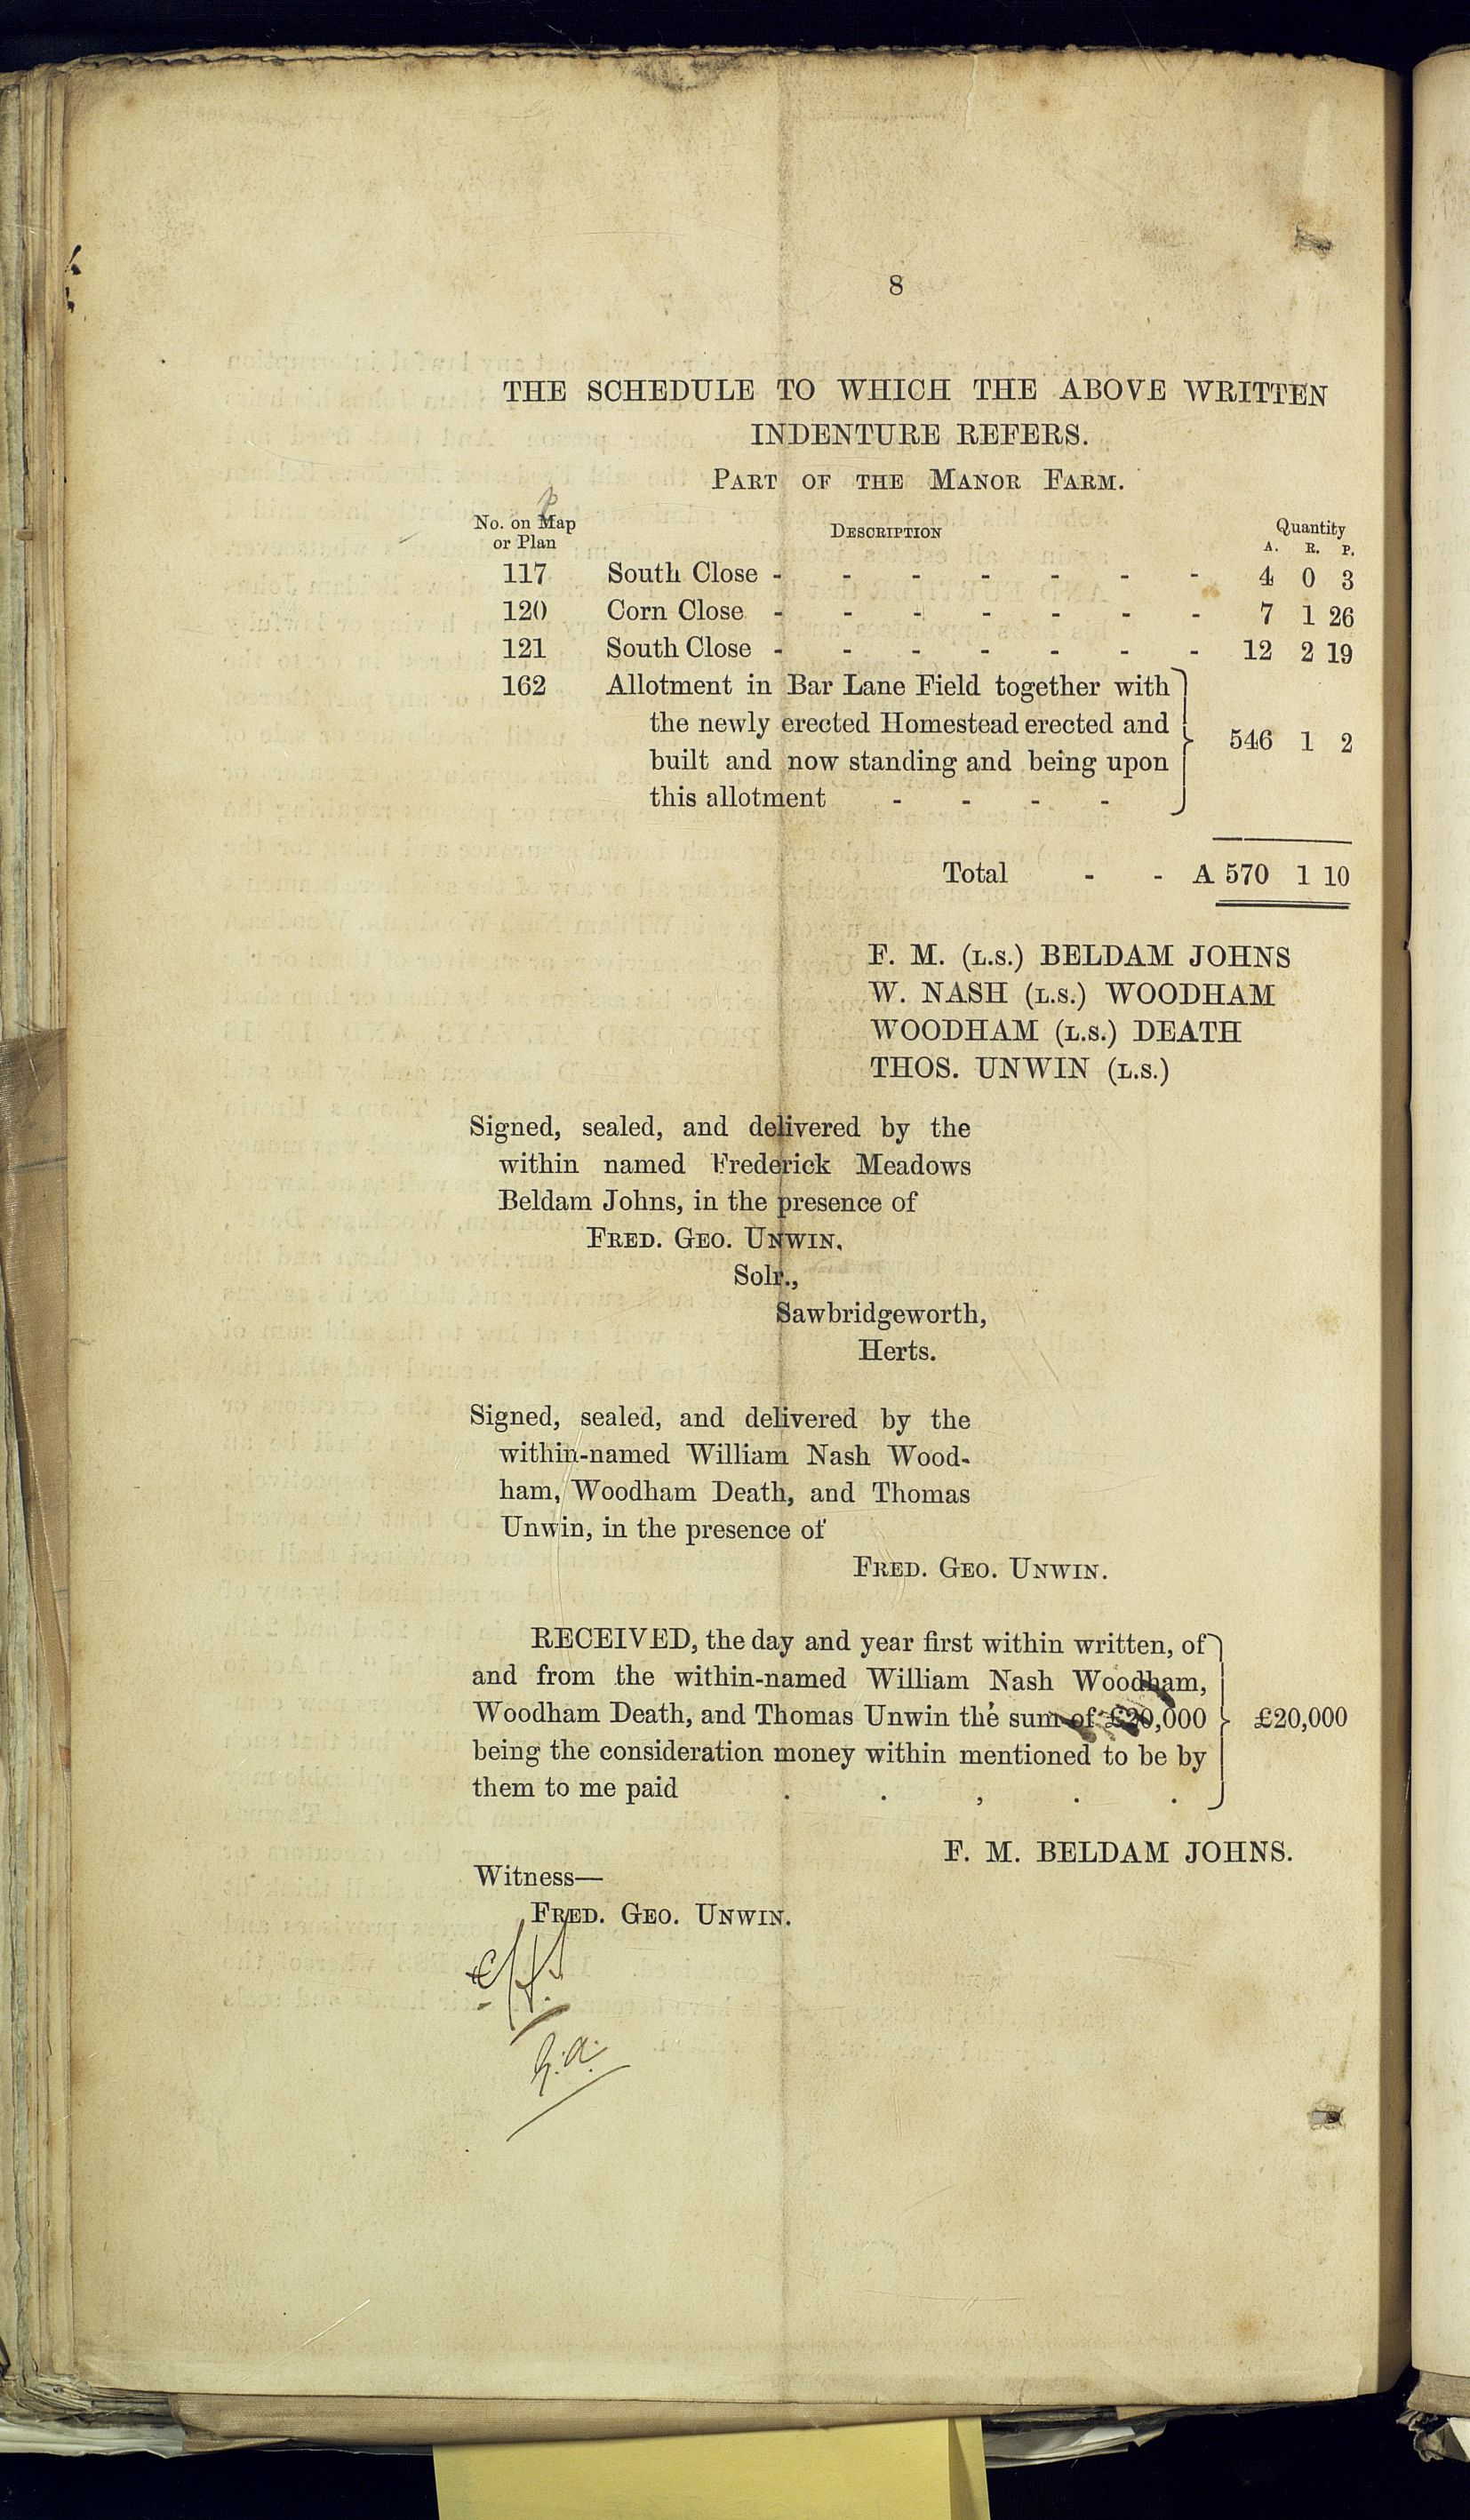 8
THE SCHEDULE TO WHICH THE ABOVE WRITTEN
INDENTURE REFERS.
PART OF THE MANOR FARM.
No. on Map
or Plan
DESCRIPTION
Quantity
A. R. P.
117 South Close - - - - - - - 4 0 3
120 Corn Close - - - - - - - 7 1 26
121 South Close - - - - - - - 12 2 19
162 Allotment in Bar Lane Field together with
the newly erected Homestead erected and
built and now standing and being upon
this allotment - - - -
546 1 2
Total - - A 570 1 10
F. M. (L.S.) BELDAM JOHNS
W. NASH (L.S.) WOODHAM
WOODHAM (L.S.) DEATH
THOS. UNWIN (L.S.)
Signed, sealed, and delivered by the
within named Frederick Meadows
Beldam Johns, in the presence of
FRED. GEO. UNWIN,
Solr.,
Sawbridgeworth,
Herts.
Signed, sealed, and delivered by the
within-named William Nash Wood-
ham, Woodham Death, and Thomas
Unwin, in the presence of
FRED. GEO. UNWIN.
RECEIVED, the day and year first within written, of
and from the within-named William Nash Woodham,
Woodham Death, and Thomas Unwin the sum of £20,000
£20,000
being the consideration money within mentioned to be by
them to me paid . . , . .
F. M. BELDAM JOHNS.
Witness—
FRED. GEO. UNWIN.